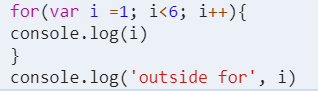 for(var i =1; i<6; i++){
console.log(i)
}
console.log('outside for', i)